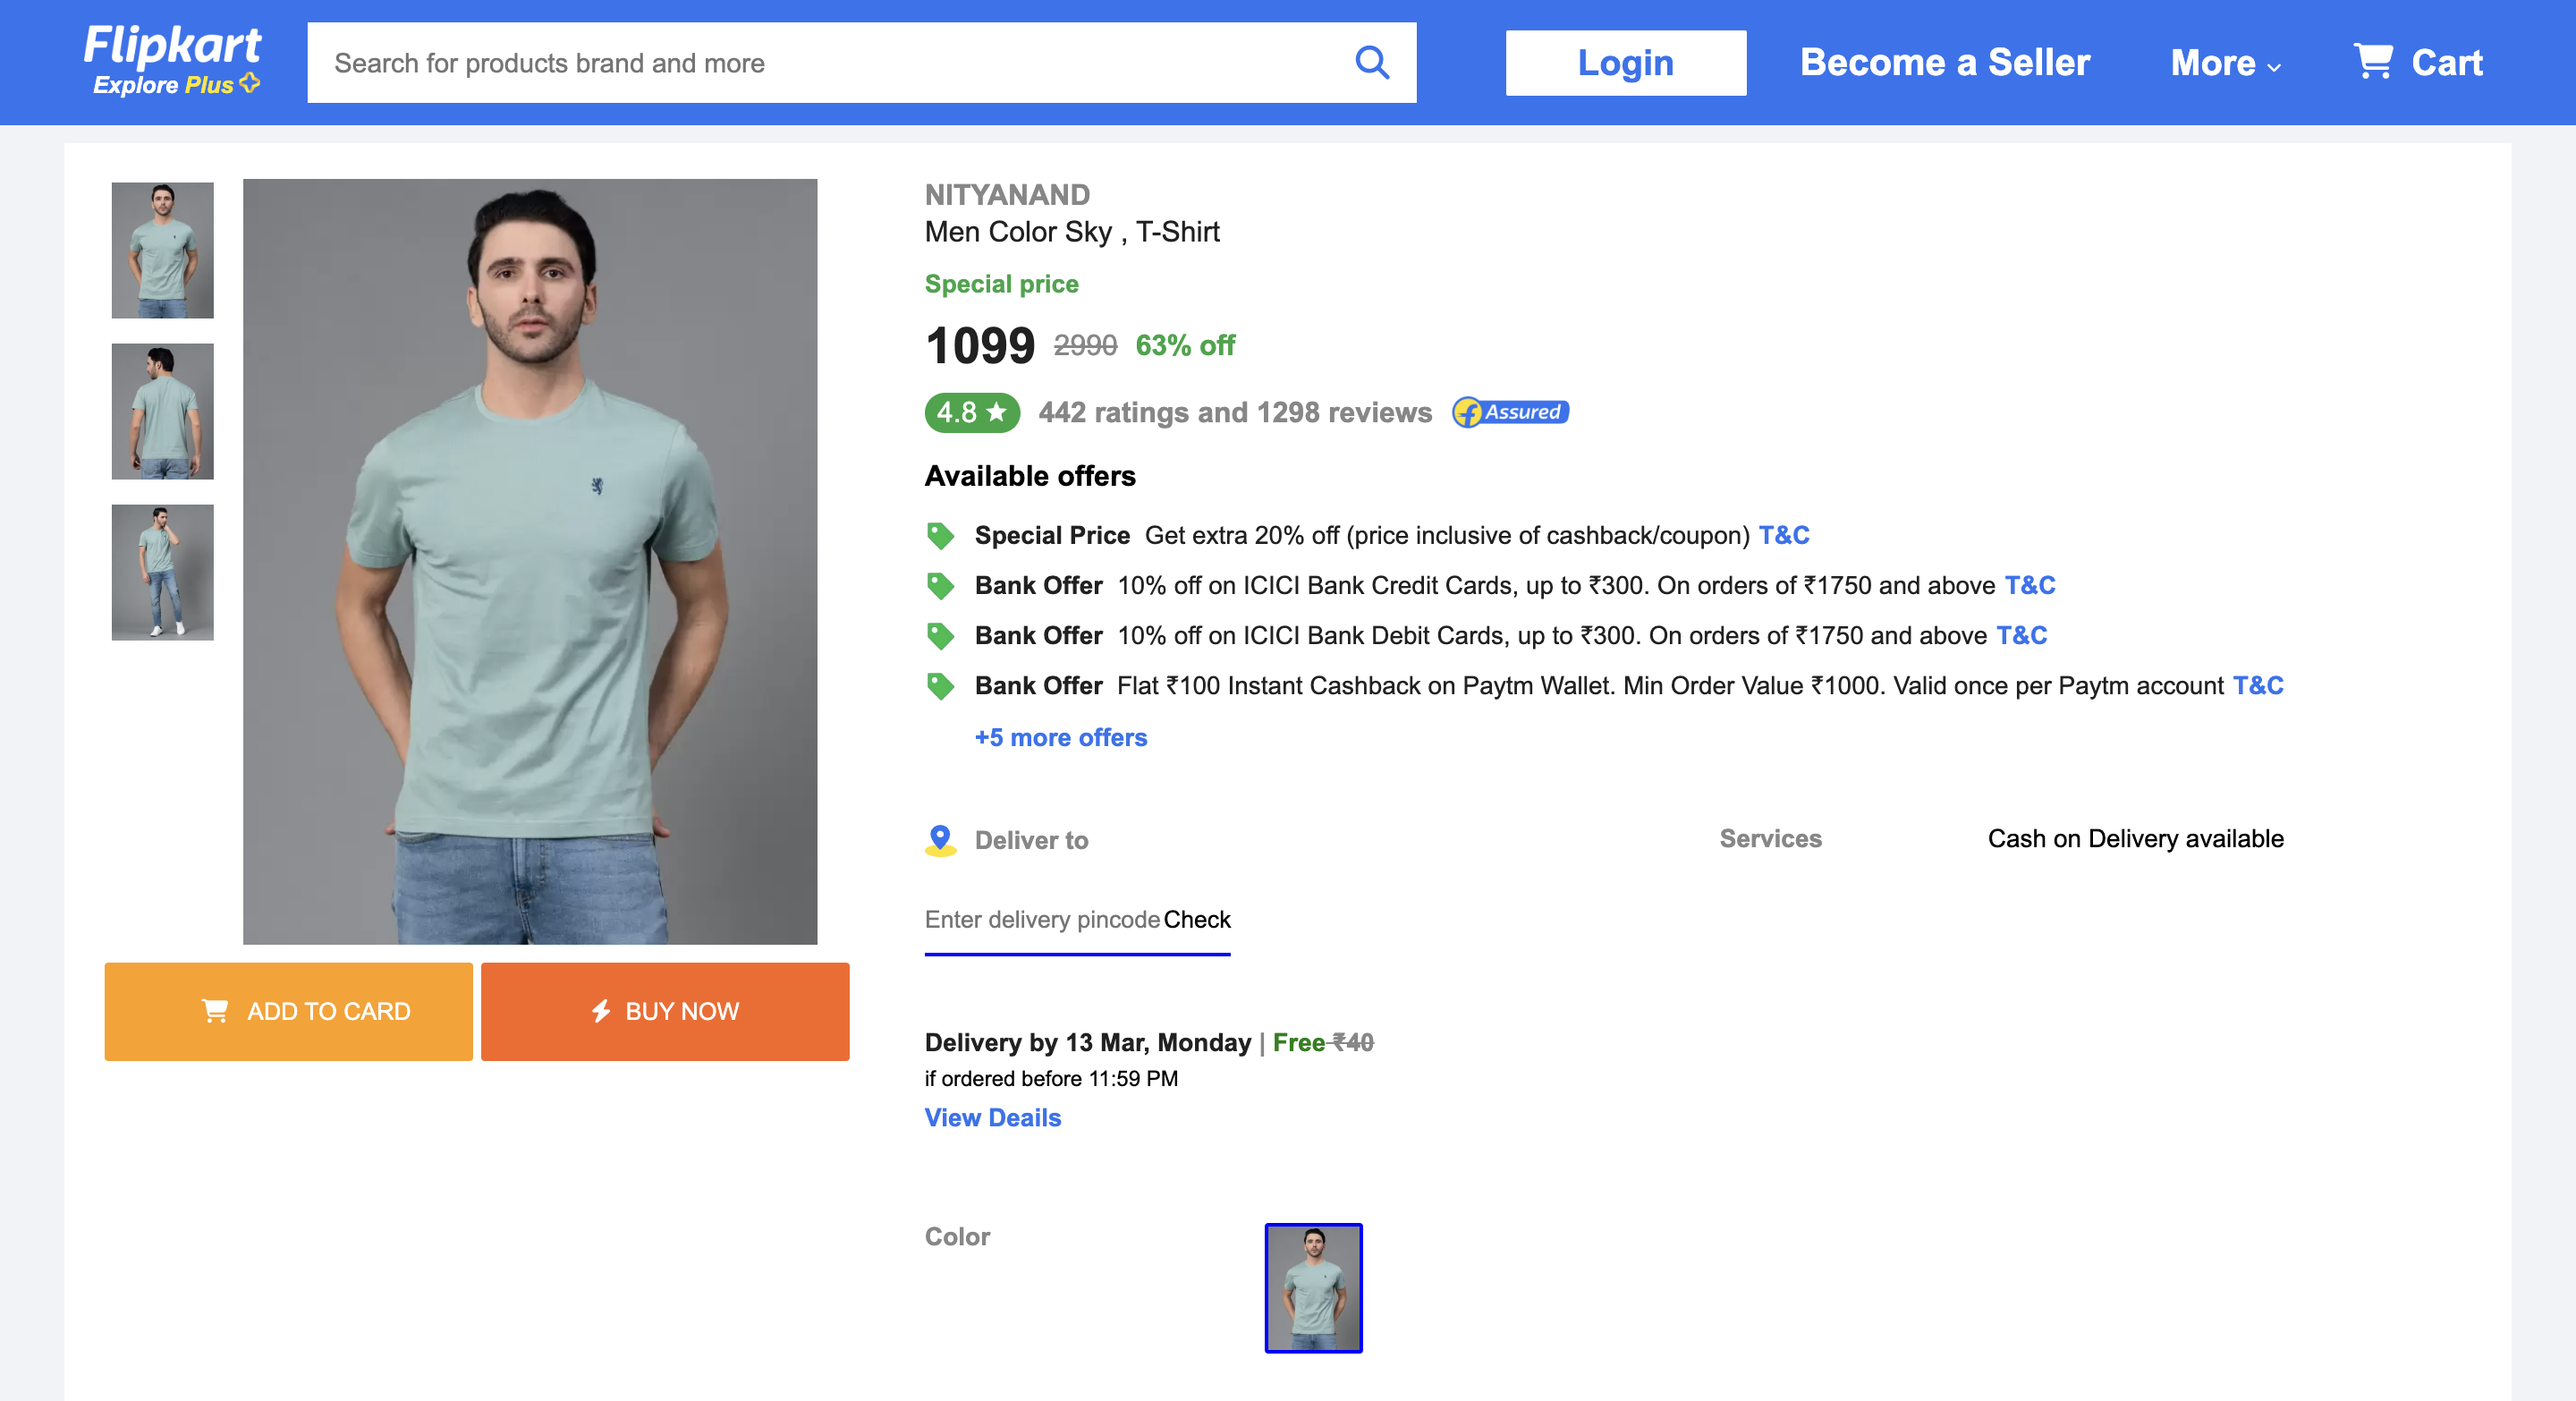 Flipkart
Explore Plus
Search for products brand and more
Login
Become a Seller
More
Cart
NITYANAND
Men Color Sky , T-Shirt
Special price
1099 2990 63% off
4.8 442 ratings and 1298 reviews Assured
Available offers
Special Price Get extra 20% off (price inclusive of cashback/coupon) T&C
Bank Offer 10% off on ICICI Bank Credit Cards, up to ₹300. On orders of ₹1750 and above T&C
Bank Offer 10% off on ICICI Bank Debit Cards, up to ₹300. On orders of ₹1750 and above T&C
Bank Offer Flat ₹100 Instant Cashback on Paytm Wallet. Min Order Value ₹1000. Valid once per Paytm account T&C
+5 more offers
Deliver to
Services
Cash on Delivery available
Enter delivery pincode Check
ADD TO CARD
BUY NOW
Delivery by 13 Mar, Monday | Free ₹40
if ordered before 11:59 PM
View Deails
Color